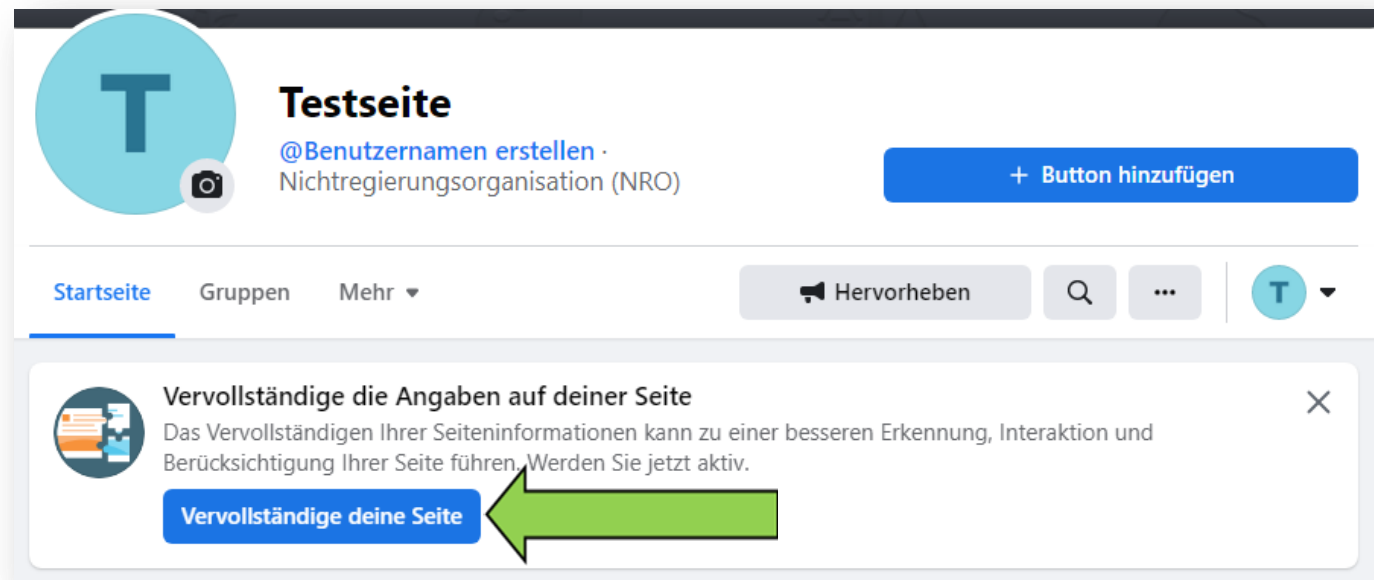 T
Testseite
@Benutzernamen erstellen ·
Nichtregierungsorganisation (NRO)
+ Button hinzufügen
Startseite Gruppen Mehr
Hervorheben
T
Vervollständige die Angaben auf deiner Seite
Das Vervollständigen Ihrer Seiteninformationen kann zu einer besseren Erkennung, Interaktion und
Berücksichtigung Ihrer Seite führen. Werden Sie jetzt aktiv.
Vervollständige deine Seite